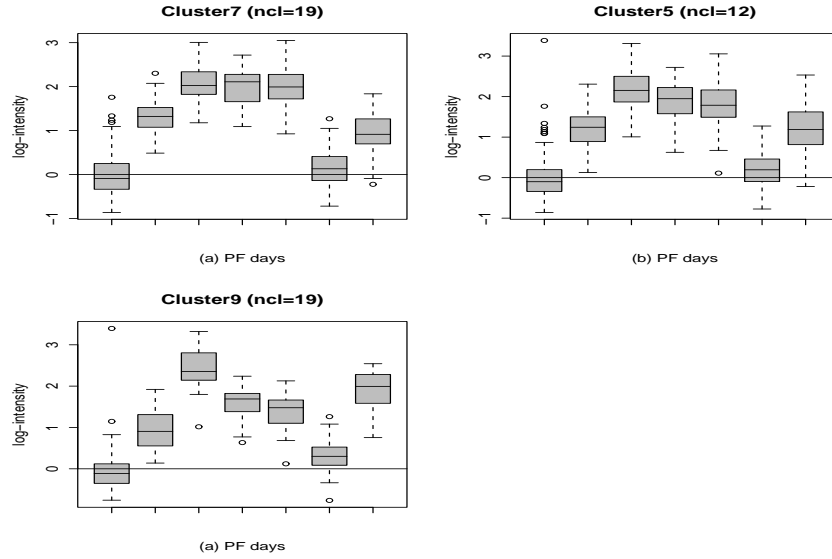 Cluster7 (ncl=19)
3
2
1
0
−1
log−intensity
(a) PF days
Cluster5 (ncl=12)
3
2
1
0
−1
log−intensity
(b) PF days
Cluster9 (ncl=19)
3
2
1
0
log−intensity
(a) PF days